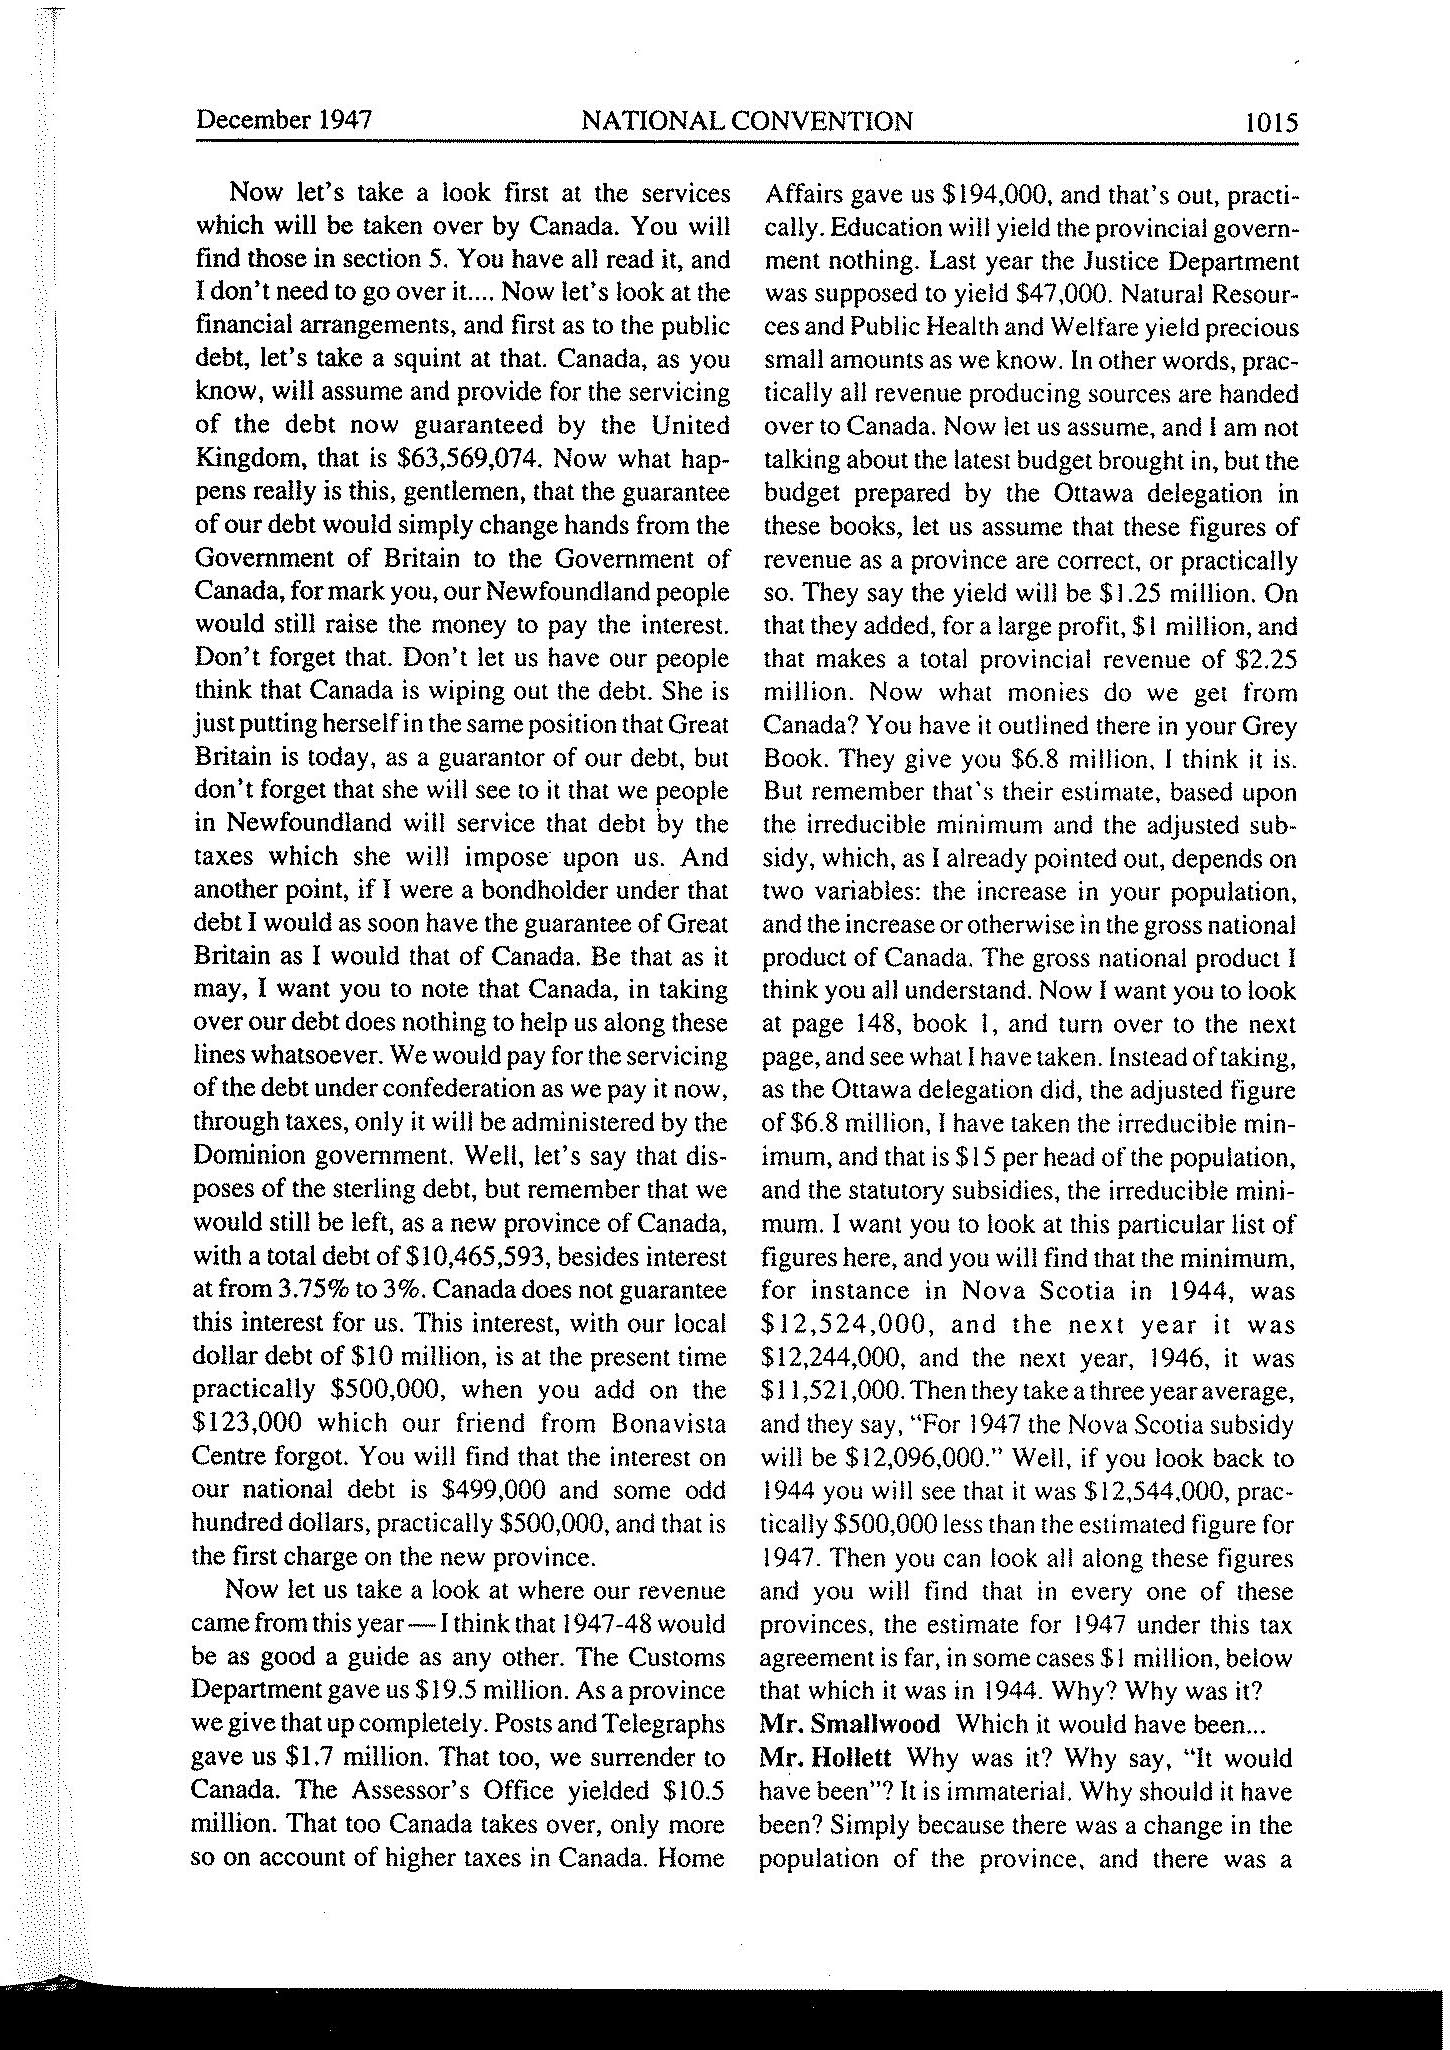 December 1947 NATIONAL CONVENTION 1015
Now let's take a look first at the services
which will be taken over by Canada. You will
find those in section 5. You have all read it, and
I don't need to go over it.... Now let's look at the
financial arrangements, and first as to the public
debt, let's take a squint at that. Canada, as you
know, will assume and provide for the servicing
of the debt now guaranteed by the United
Kingdom, that is $63,569,074. Now what hap-
pens really is this, gentlemen, that the guarantee
of our debt would simply change hands from the
Government of Britain to the Government of
Canada, for mark you, our Newfoundland people
would still raise the money to pay the interest.
Don't forget that. Don't let us have our people
think that Canada is wiping out the debt. She is
just putting herself in the same position that Great
Britain is today, as a guarantor of our debt, but
don't forget that she will see to it that we people
in Newfoundland will service that debt by the
taxes which she will impose upon us. And
another point, if I were a bondholder under that
debt I would as soon have the guarantee of Great
Britain as I would that of Canada. Be that as it
may, I want you to note that Canada, in taking
over our debt does nothing to help us along these
lines whatsoever. We would pay for the servicing
of the debt under confederation as we pay it now,
through taxes, only it will be administered by the
Dominion government. Well, let's say that dis-
poses of the sterling debt, but remember that we
would still be left, as a new province of Canada,
with a total debt of $10,465,593, besides interest
at from 3.75% to 3%. Canada does not guarantee
this interest for us. This interest, with our local
dollar debt of $10 million, is at the present time
practically $500,000, when you add on the
$123,000 which our friend from Bonavista
Centre forgot. You will find that the interest on
our national debt is $499,000 and some odd
hundred dollars, practically $500,000, and that is
the first charge on the new province.
Now let us take a look at where our revenue
came from this year — I think that 1947-48 would
be as good a guide as any other. The Customs
Department gave us $19.5 million. As a province
we give that up completely. Posts and Telegraphs
gave us $1.7 million. That too, we surrender to
Canada. The Assessor's Office yielded $10.5
million. That too Canada takes over, only more
so on account of higher taxes in Canada. Home
Affairs gave us $194,000, and that's out, practi-
cally. Education will yield the provincial govern-
ment nothing. Last year the Justice Department
was supposed to yield $47,000. Natural Resour-
ces and Public Health and Welfare yield precious
small amounts as we know. In other words, prac-
tically all revenue producing sources are handed
over to Canada. Now let us assume, and I am not
talking about the latest budget brought in, but the
budget prepared by the Ottawa delegation in
these books, let us assume that these figures of
revenue as a province are correct, or practically
so. They say the yield will be $1.25 million. On
that they added, for a large profit, $1 million, and
that makes a total provincial revenue of $2.25
million. Now what monies do we get from
Canada? You have it outlined there in your Grey
Book. They give you $6.8 million, I think it is.
But remember that's their estimate, based upon
the irreducible minimum and the adjusted sub-
sidy, which, as I already pointed out, depends on
two variables: the increase in your population,
and the increase or otherwise in the gross national
product of Canada. The gross national product I
think you all understand. Now I want you to look
at page 148, book 1, and turn over to the next
page, and see what I have taken. Instead of taking,
as the Ottawa delegation did, the adjusted figure
of $6.8 million, I have taken the irreducible min-
imum, and that is $15 per head of the population,
and the statutory subsidies, the irreducible mini-
mum. I want you to look at this particular list of
figures here, and you will find that the minimum,
for instance in Nova Scotia in 1944, was
$12,524,000, and the next year it was
$12,244,000, and the next year, 1946, it was
$11,521,000. Then they take a three year average,
and they say, "For 1947 the Nova Scotia subsidy
will be $12,096,000." Well, if you look back to
1944 you will see that it was $12,544,000, prac-
tically $500,000 less than the estimated figure for
1947. Then you can look all along these figures
and you will find that in every one of these
provinces, the estimate for 1947 under this tax
agreement is far, in some cases $1 million, below
that which it was in 1944. Why? Why was it?
Mr. Smallwood Which it would have been...
Mr. Hollett Why was it? Why say, "It would
have been"? It is immaterial. Why should it have
been? Simply because there was a change in the
population of the province, and there was a